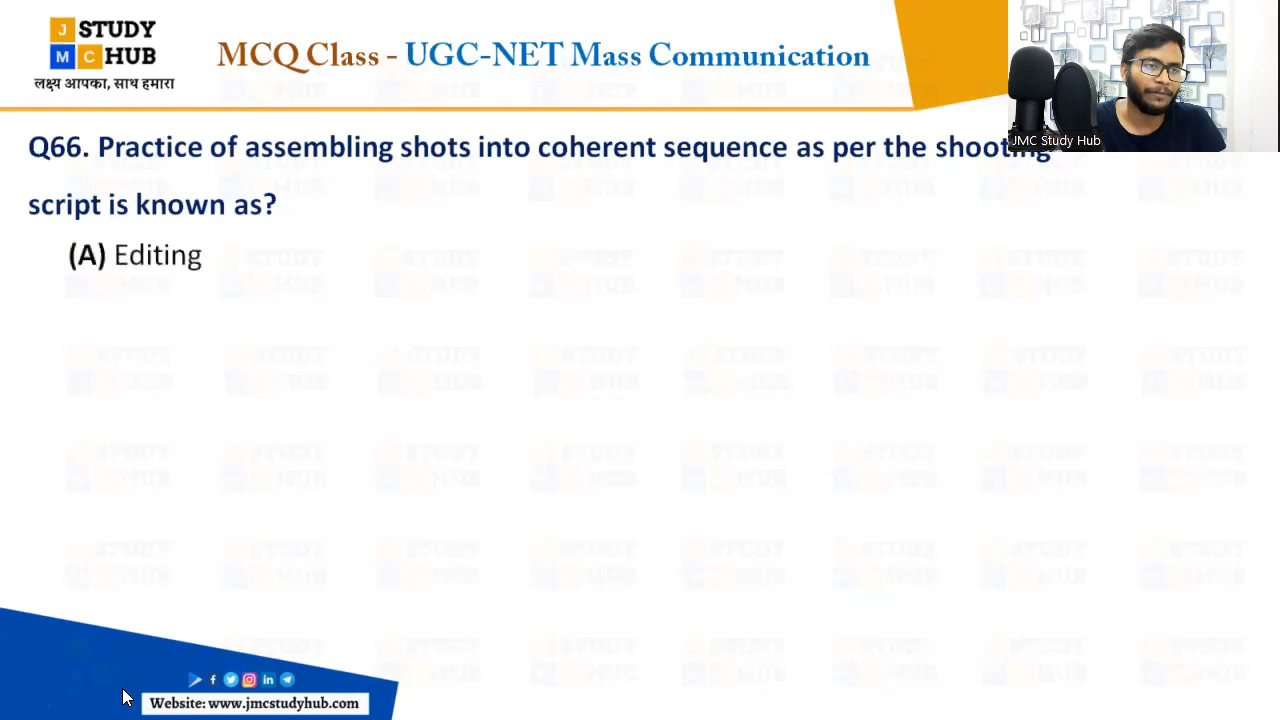 J STUDY
M C HUB
लक्ष्य आपका, साथ हमारा
MCQ Class - UGC-NET Mass Communication
JMC Study Hub
Q66. Practice of assembling shots into coherent sequence as per the shooting
script is known as?
(A) Editing
Website: www.jmcstudyhub.com